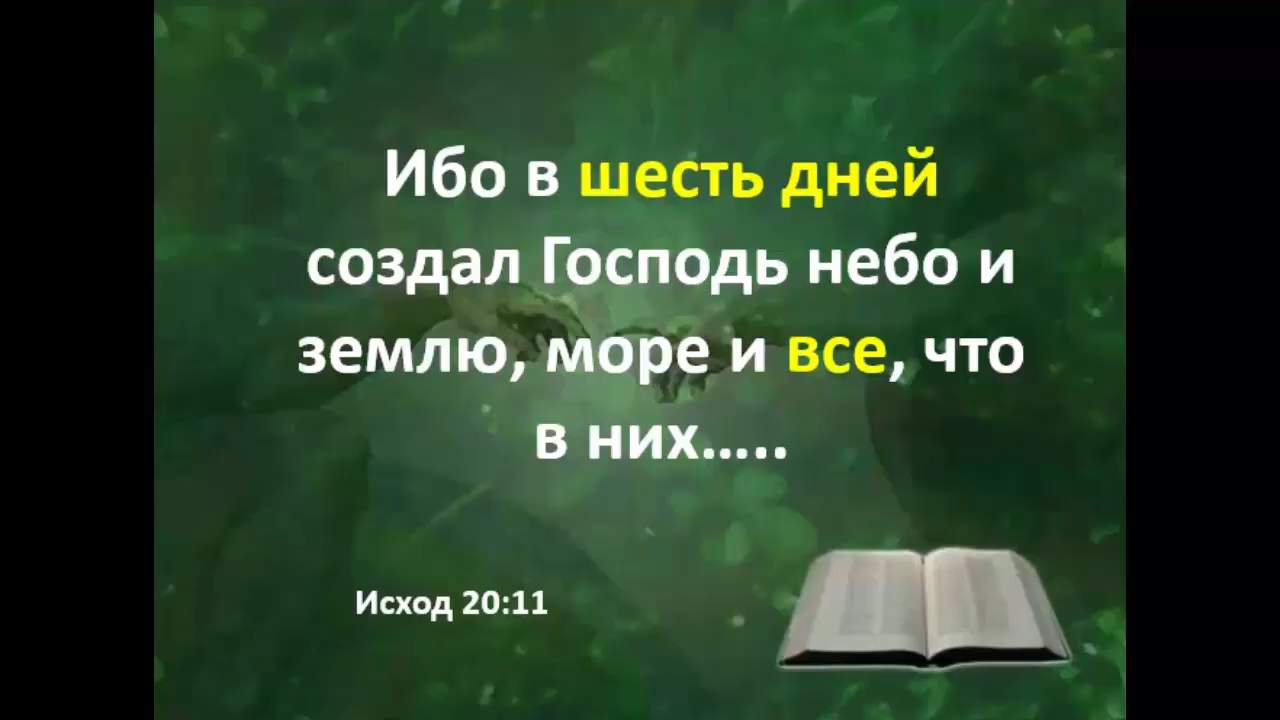 Ибо в шесть дней
создал Господь небо и
землю, море и все, что
в них.....
Исход 20:11